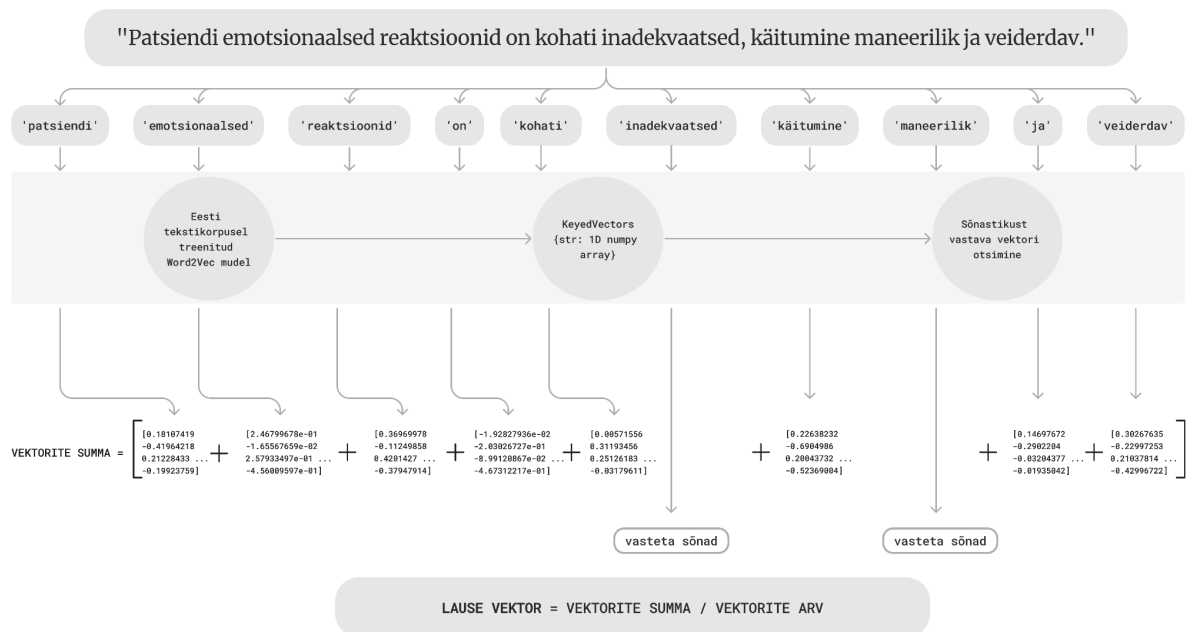 "Patsiendi emotsionaalsed reaktsioonid on kohati inadekvaatsed, käitumine maneerilik ja veiderdav."
'patsiendi' 'emotsionaalsed' 'reaktsioonid' 'on' 'kohati' 'inadekvaatsed' 'käitumine' 'maneerilik' 'ja' 'veiderdav'
Eesti
tekstikorpusel
treenitud
Word2Vec mudel
KeyedVectors
{str: 1D numpy
array}
Sõnastikust
vastava vektori
otsimine
VEKTORITE SUMMA =
[0.18107419
-0.41964218
0.21228433 ...
-0.19923759]
+
[2.46799678e-01
-1.65567659e-02
2.57933497e-01 ...
-4.56009597e-01]
+
[0.36969978
-0.11249858
0.4201427 ...
-0.37947914]
+
[-1.92827936e-02
-2.03026727e-01
-8.99120867e-02 ...
-4.67312217e-01]
+
[0.00571556
0.31193456
0.25126183 ...
-0.03179611]
+
[0.22638232
-0.6904986
0.20043732 ...
-0.52369004]
+
[0.14697672
-0.2902204
-0.03204377 ...
-0.01935042]
+
[0.30267635
-0.22997253
0.21037814 ...
-0.42996722]
vasteta sõnad
vasteta sõnad
LAUSE VEKTOR = VEKTORITE SUMMA / VEKTORITE ARV